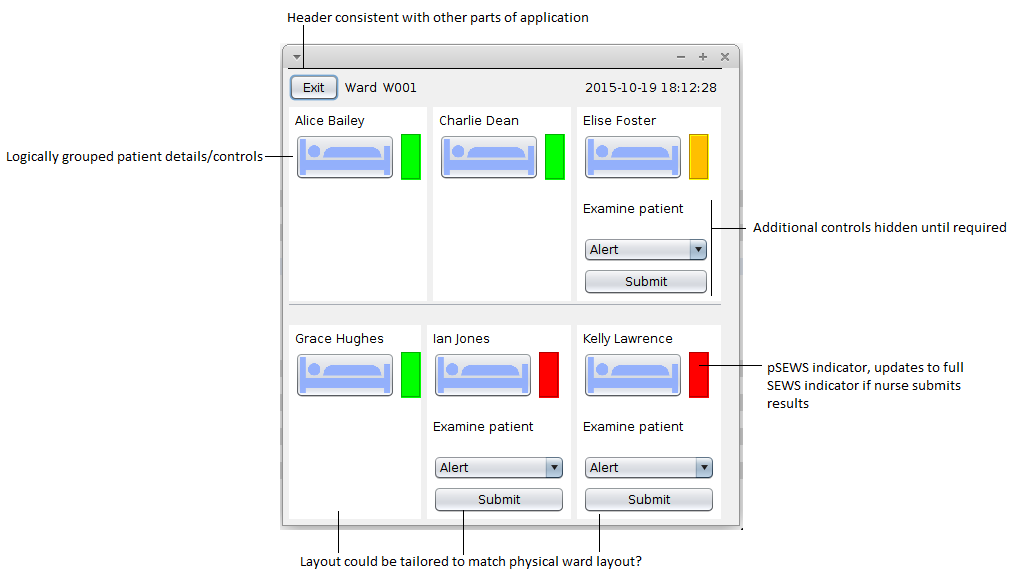 Header consistent with other parts of application
Exit Ward W001 2015-10-19 18:12:28
Alice Bailey Charlie Dean Elise Foster
Logically grouped patient details/controls
Examine patient
Additional controls hidden until required
Alert
Submit
Grace Hughes Ian Jones Kelly Lawrence
pSEWS indicator, updates to full
SEWS indicator if nurse submits
results
Examine patient Examine patient
Alert Alert
Submit Submit
Layout could be tailored to match physical ward layout?